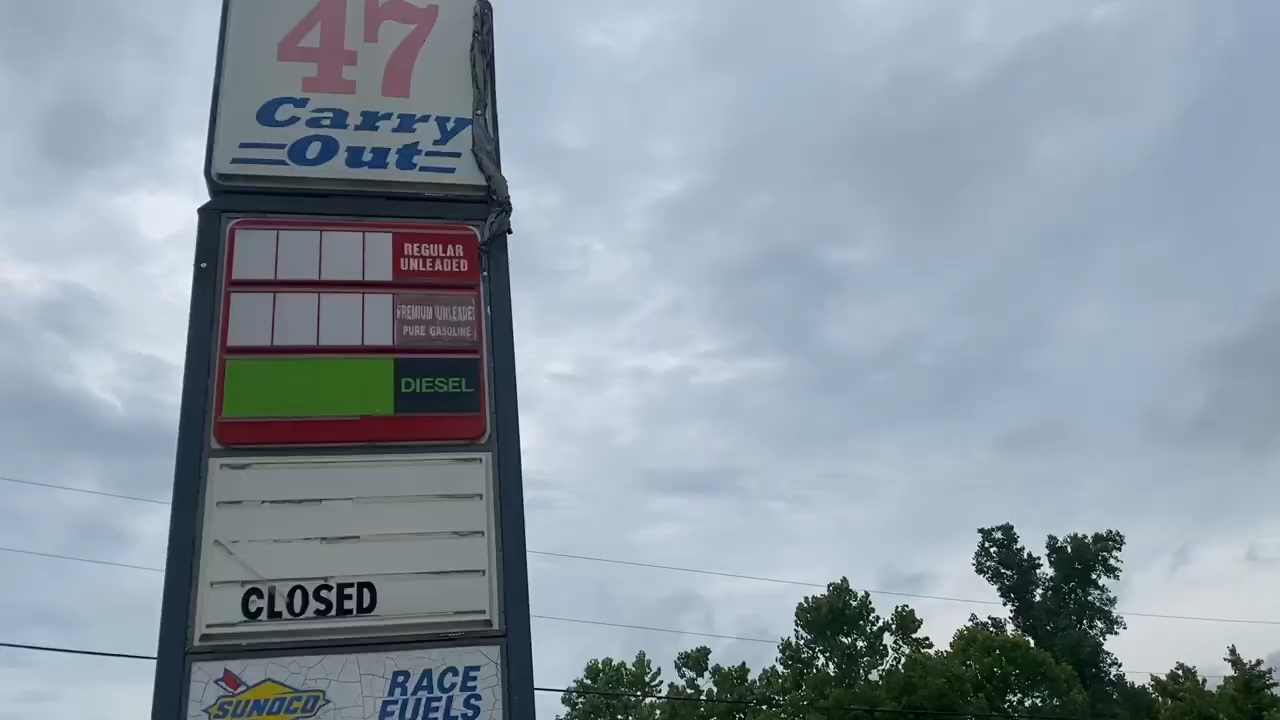 47
Carry
Out
REGULAR
UNLEADED
PREMIUM UNLEADED
PURE GASOLINE
DIESEL
CLOSED
SUNOCO
RACE
FUELS